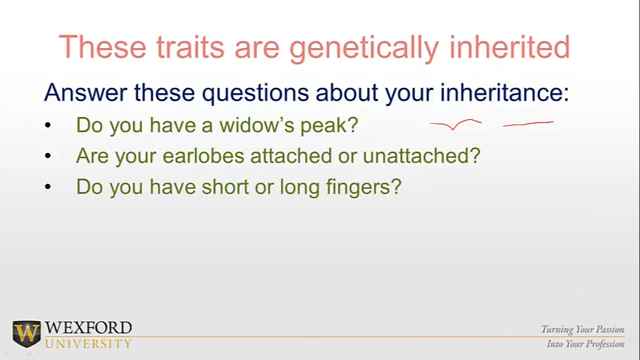 These traits are genetically inherited
Answer these questions about your inheritance:
• Do you have a widow's peak?
• Are your earlobes attached or unattached?
• Do you have short or long fingers?
W WEXFORD
UNIVERSITY
Turning Your Passion
Into Your Profession